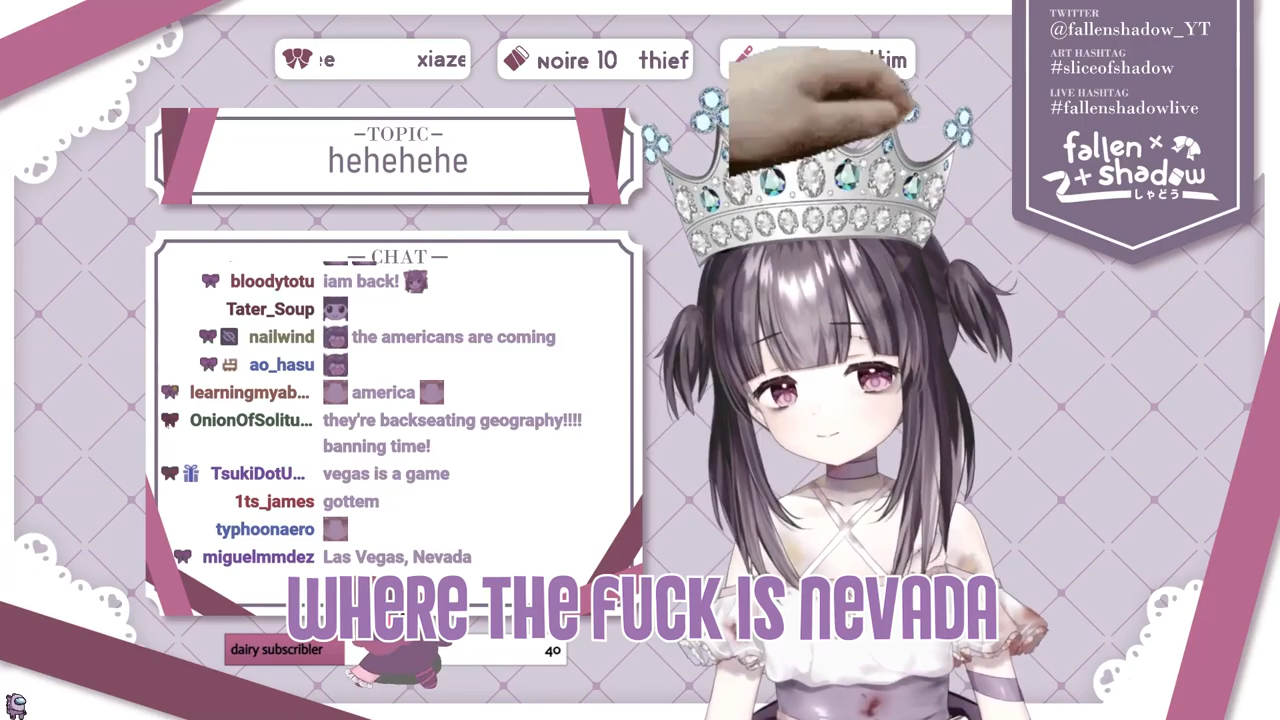 ee xiaze
Noire 10 thief
tim
TWITTER
@fallenshadow_YT
ART HASHTAG
#sliceofshadow
LIVE HASHTAG
#fallenshadowlive
fallen
shadow
しゃどう
–TOPIC–
hehehehe
— CHAT —
bloodytotu iam back!
Tater_Soup
nailwind the americans are coming
ao_hasu
learningmyab... america
OnionOfSolitu... they're backseating geography!!!!
banning time!
TsukiDotU... vegas is a game
1ts_james gottem
typhoonaero
miguelmmdez Las Vegas, Nevada
WHERE THE FUCK IS NEVADA
dairy subscribler 40